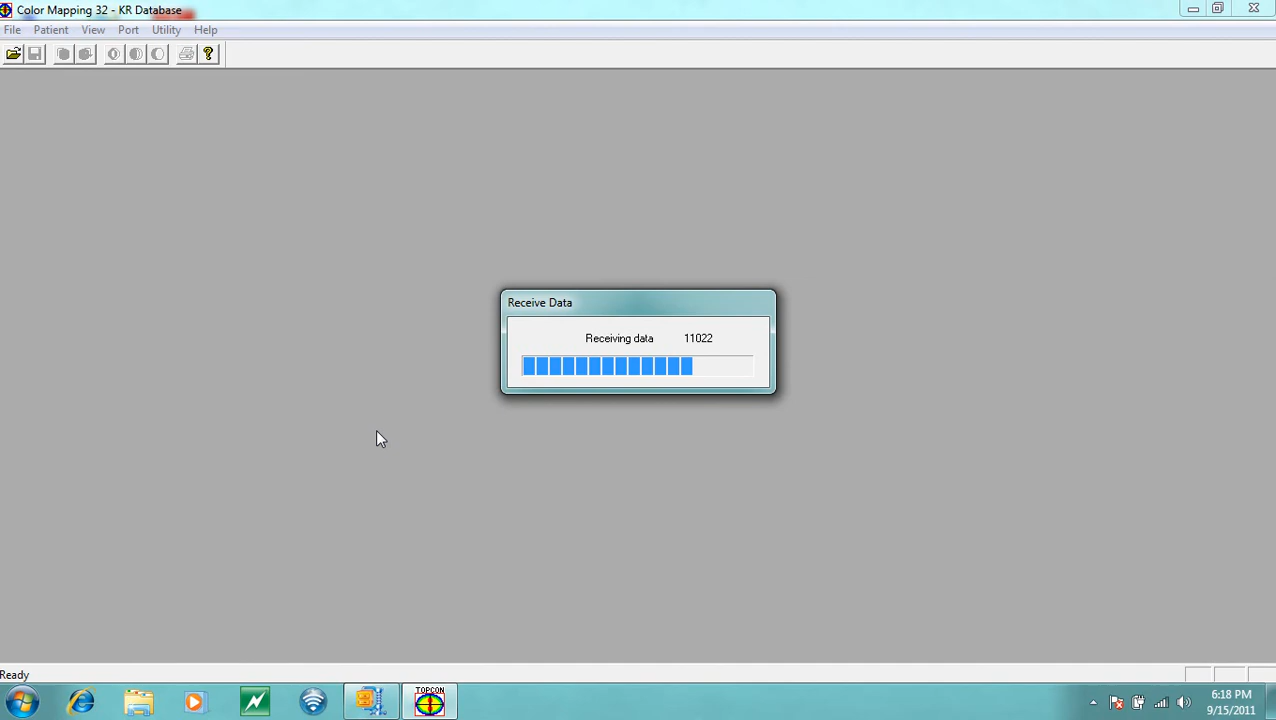 Color Mapping 32 - KR Database
File Patient View Port Utility Help
?
Receive Data
Receiving data 11022
Ready
TOPCON
6:18 PM
9/15/2011